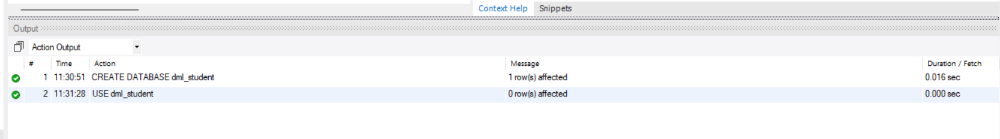 Context Help Snippets
Output
Action Output
# Time Action Message Duration / Fetch
1 11:30:51 CREATE DATABASE dml_student 1 row(s) affected 0.016 sec
2 11:31:28 USE dml_student 0 row(s) affected 0.000 sec